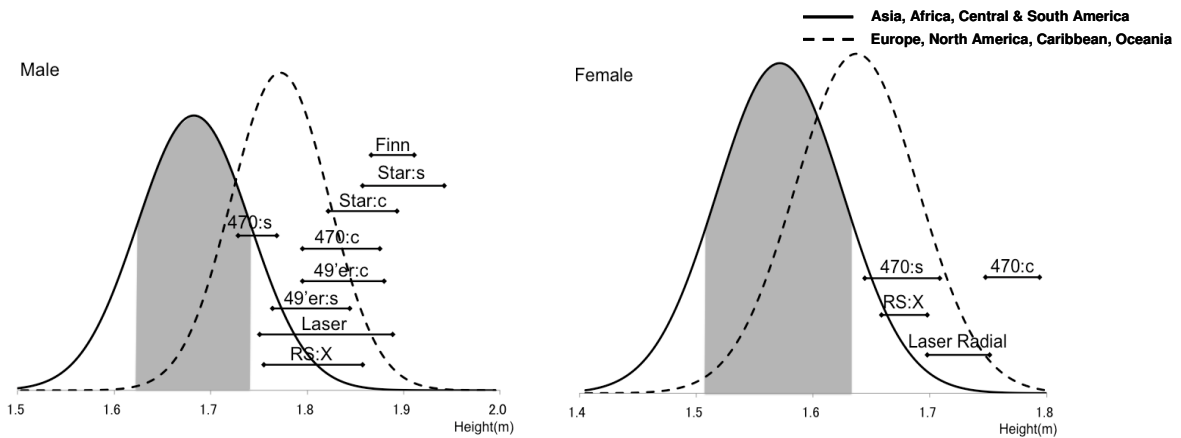 Asia, Africa, Central & South America
Europe, North America, Caribbean, Oceania
Male
Finn
Star:s
Star:c
470:s
470:c
49'er:c
49'er:s
Laser
RS:X
1.5 1.6 1.7 1.8 1.9 2.0
Height(m)
Female
470:s
470:c
RS:X
Laser Radial
1.4 1.5 1.6 1.7 1.8
Height(m)